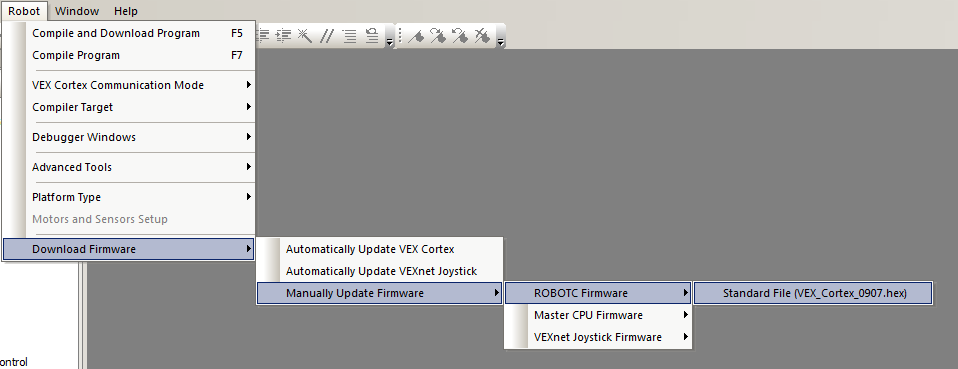 Robot Window Help
Compile and Download Program F5
Compile Program F7
VEX Cortex Communication Mode
Compiler Target
Debugger Windows
Advanced Tools
Platform Type
Motors and Sensors Setup
Download Firmware
Automatically Update VEX Cortex
Automatically Update VEXnet Joystick
Manually Update Firmware
ROBOTC Firmware
Standard File (VEX_Cortex_0907.hex)
Master CPU Firmware
VEXnet Joystick Firmware
ontrol